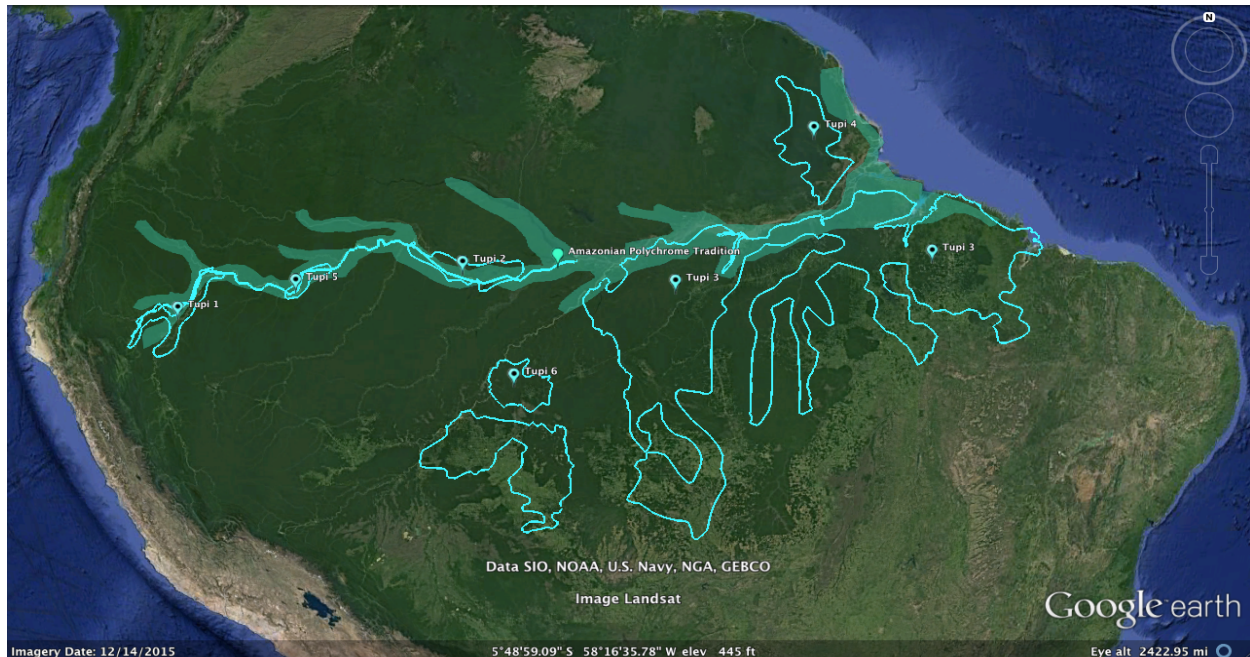 N
Tupi 4
Amazonian Polychrome Tradition
Tupi 3
Tupi 2
Tupi 5
Tupi 3
Tupi 1
Tupi 6
Data SIO, NOAA, U.S. Navy, NGA, GEBCO
Image Landsat
Google earth
Imagery Date: 12/14/2015 5°48'59.09" S 58°16'35.78" W elev 445 ft Eye alt 2422.95 mi